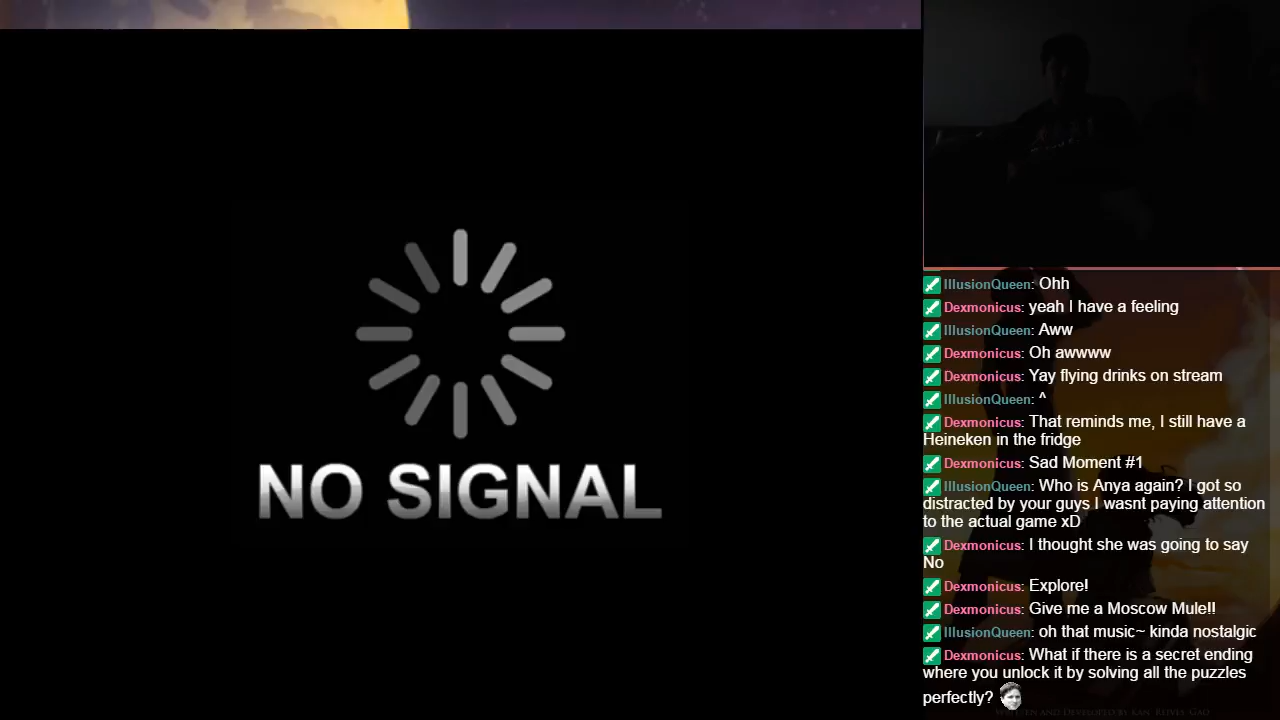 NO SIGNAL
IllusionQueen: Ohh
Dexmonicus: yeah I have a feeling
IllusionQueen: Aww
Dexmonicus: Oh awwww
Dexmonicus: Yay flying drinks on stream
IllusionQueen: ^
Dexmonicus: That reminds me, I still have a
Heineken in the fridge
Dexmonicus: Sad Moment #1
IllusionQueen: Who is Anya again? I got so
distracted by your guys I wasnt paying attention
to the actual game xD
Dexmonicus: I thought she was going to say
No
Dexmonicus: Explore!
Dexmonicus: Give me a Moscow Mule!!
IllusionQueen: oh that music~ kinda nostalgic
Dexmonicus: What if there is a secret ending
where you unlock it by solving all the puzzles
perfectly?